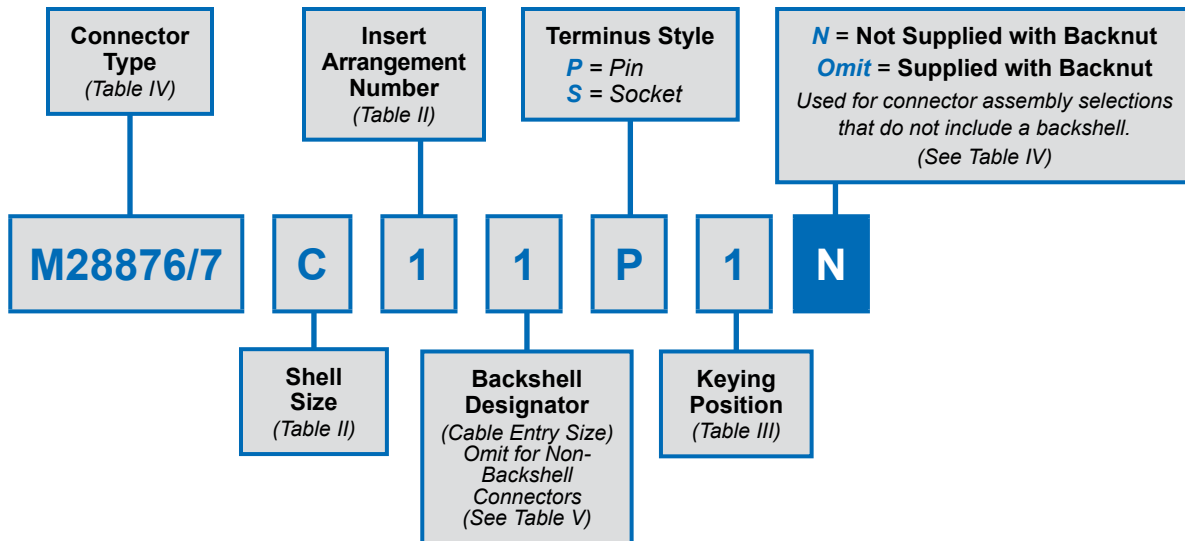 Connector
Type
(Table IV)
Insert
Arrangement
Number
(Table II)
Terminus Style
P = Pin
S = Socket
N = Not Supplied with Backnut
Omit = Supplied with Backnut
Used for connector assembly selections
that do not include a backshell.
(See Table IV)
M28876/7 C 1 1 P 1 N
Shell
Size
(Table II)
Backshell
Designator
(Cable Entry Size)
Omit for Non-
Backshell
Connectors
(See Table V)
Keying
Position
(Table III)